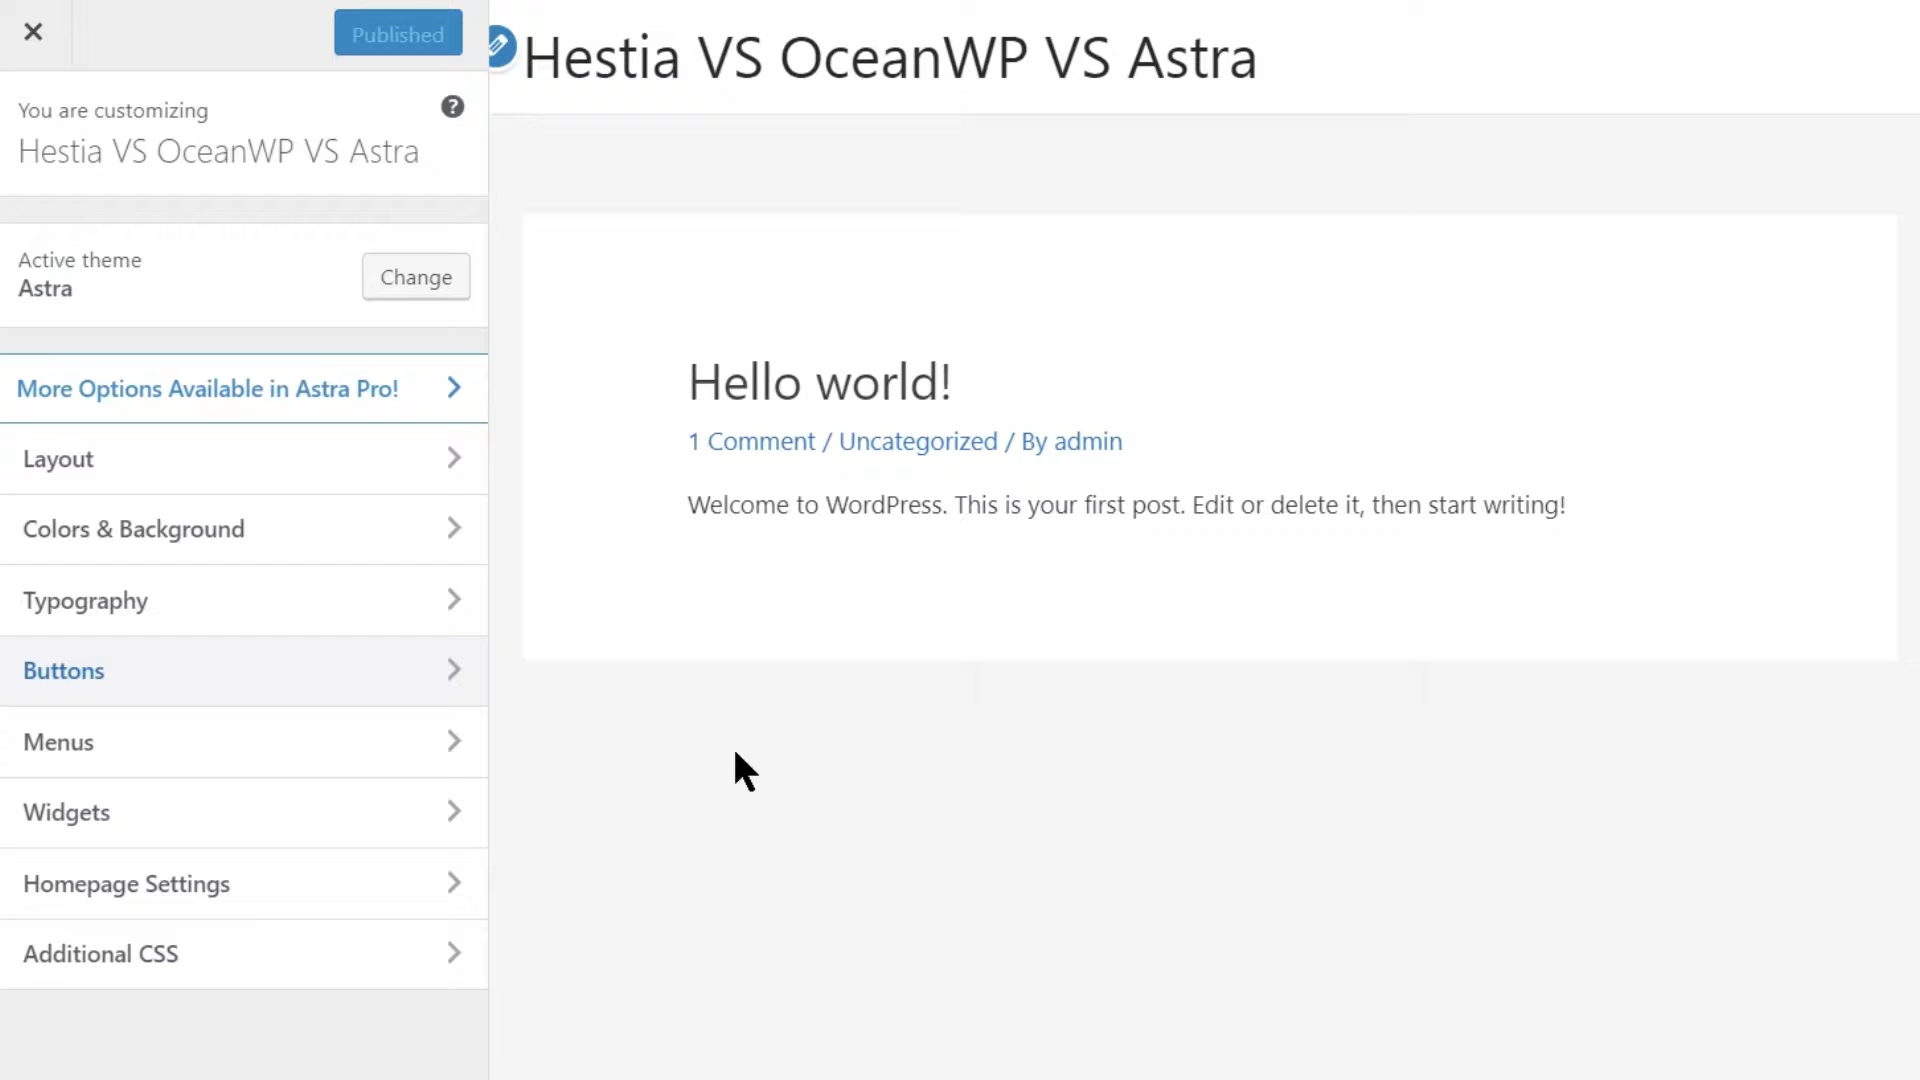 Published
You are customizing
?
Hestia VS OceanWP VS Astra
Active theme
Astra
Change
More Options Available in Astra Pro!
Layout
Colors & Background
Typography
Buttons
Menus
Widgets
Homepage Settings
Additional CSS
Hestia VS OceanWP VS Astra
Hello world!
1 Comment / Uncategorized / By admin
Welcome to WordPress. This is your first post. Edit or delete it, then start writing!